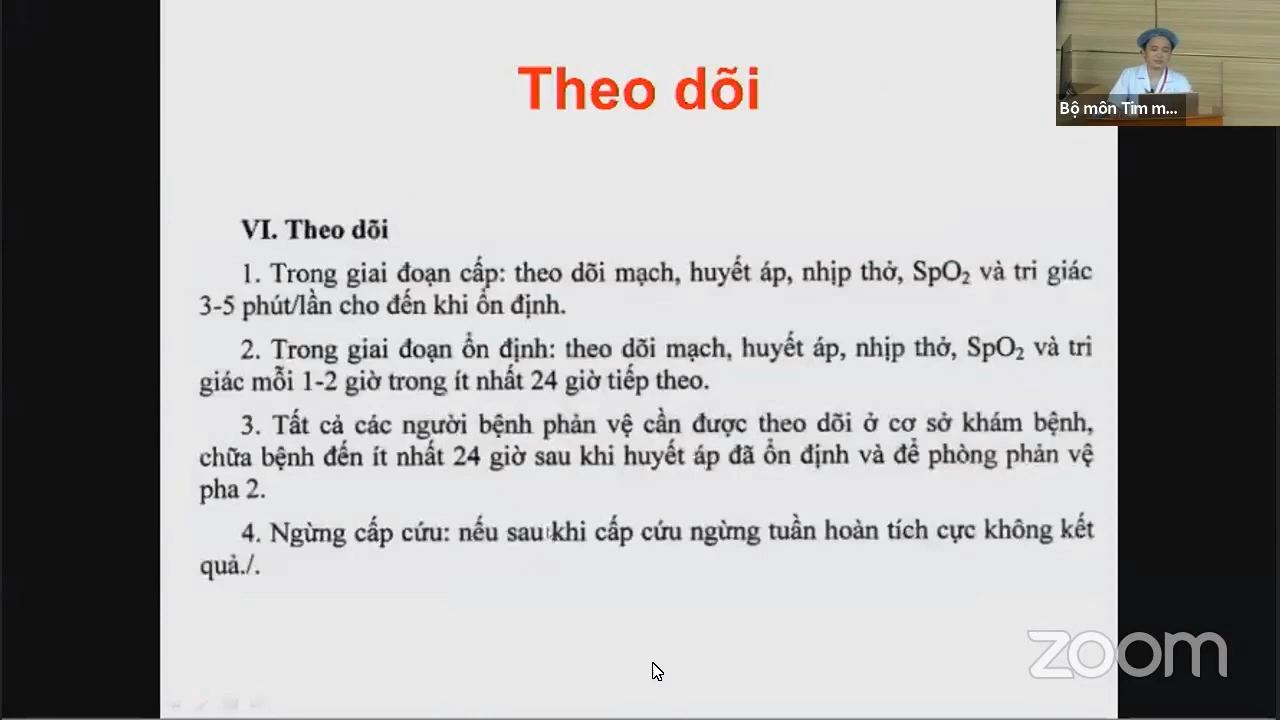 Theo dõi
Bộ môn Tim m...
VI. Theo dõi
1. Trong giai đoạn cấp: theo dõi mạch, huyết áp, nhịp thở, SpO₂ và tri giác
3-5 phút/lần cho đến khi ổn định.
2. Trong giai đoạn ổn định: theo dõi mạch, huyết áp, nhịp thở, SpO₂ và tri
giác mỗi 1-2 giờ trong ít nhất 24 giờ tiếp theo.
3. Tất cả các người bệnh phản vệ cần được theo dõi ở cơ sở khám bệnh,
chữa bệnh đến ít nhất 24 giờ sau khi huyết áp đã ổn định và đề phòng phản vệ
pha 2.
4. Ngừng cấp cứu: nếu sau khi cấp cứu ngừng tuần hoàn tích cực không kết
quả./.
zoom